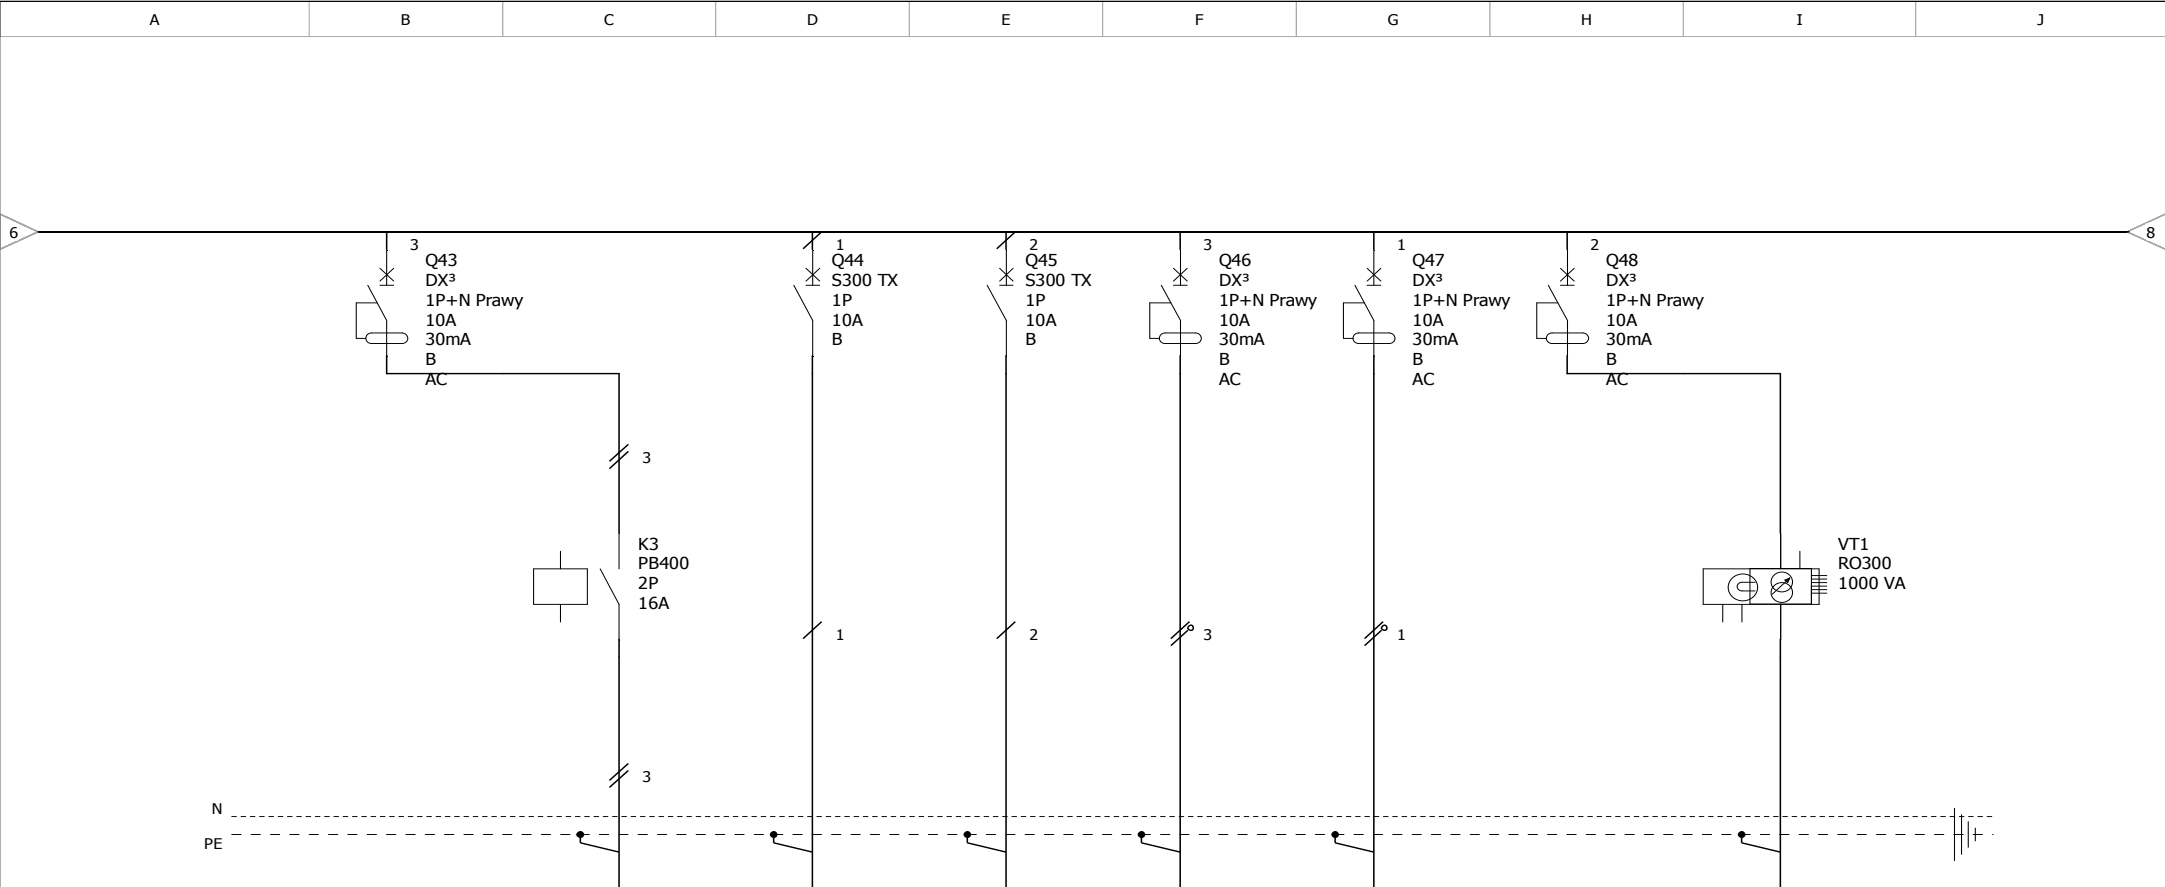 A
B
C
D
E
F
G
H
I
J
6
8
3
Q43
DX³
1P+N Prawy
10A
30mA
B
AC
1
Q44
S300 TX
1P
10A
B
2
Q45
S300 TX
1P
10A
B
3
Q46
DX³
1P+N Prawy
10A
30mA
B
AC
1
Q47
DX³
1P+N Prawy
10A
30mA
B
AC
2
Q48
DX³
1P+N Prawy
10A
30mA
B
AC
3
K3
PB400
2P
16A
VT1
RO300
1000 VA
1
2
3
1
3
N
PE